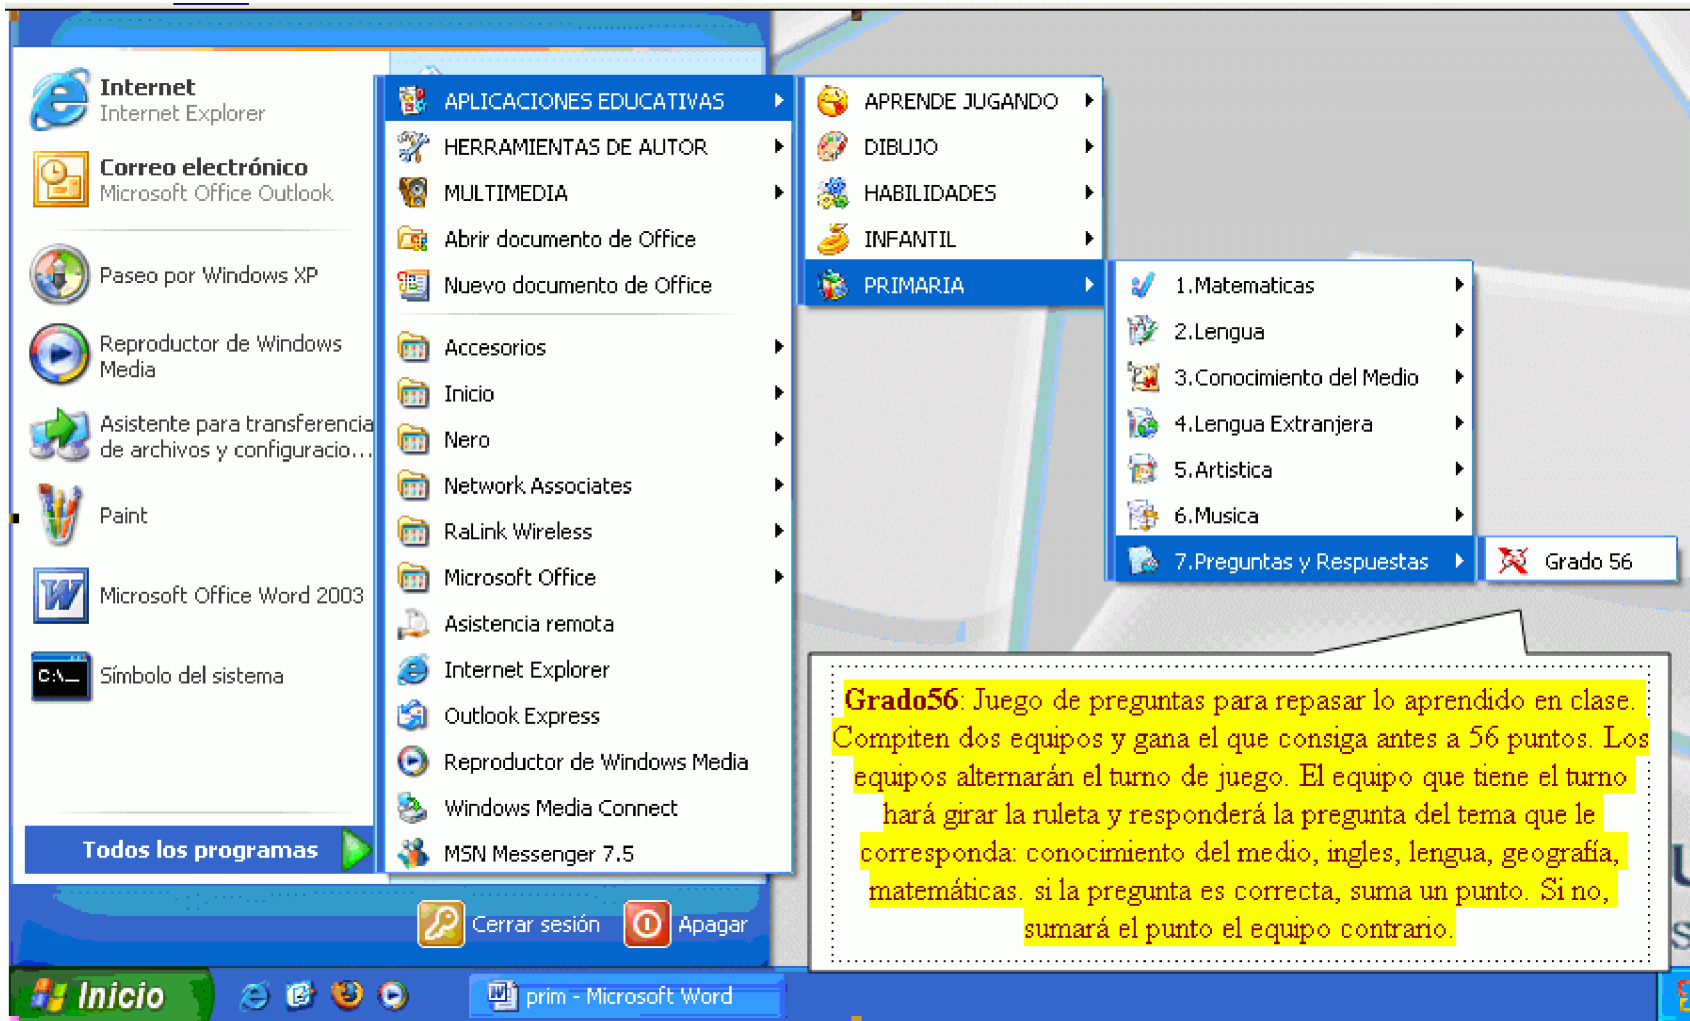 Internet
Internet Explorer
Correo electrónico
Microsoft Office Outlook
Paseo por Windows XP
Reproductor de Windows
Media
Asistente para transferencia
de archivos y configuracio...
Paint
Microsoft Office Word 2003
C:\_
Símbolo del sistema
Todos los programas
APLICACIONES EDUCATIVAS
HERRAMIENTAS DE AUTOR
MULTIMEDIA
Abrir documento de Office
Nuevo documento de Office
Accesorios
Inicio
Nero
Network Associates
RaLink Wireless
Microsoft Office
Asistencia remota
Internet Explorer
Outlook Express
Reproductor de Windows Media
Windows Media Connect
MSN Messenger 7.5
APRENDE JUGANDO
DIBUJO
HABILIDADES
INFANTIL
PRIMARIA
1.Matematicas
2.Lengua
3.Conocimiento del Medio
4.Lengua Extranjera
5.Artistica
6.Musica
7.Preguntas y Respuestas
Grado 56
Grado56: Juego de preguntas para repasar lo aprendido en clase.
Compiten dos equipos y gana el que consiga antes a 56 puntos. Los
equipos alternarán el turno de juego. El equipo que tiene el turno
hará girar la ruleta y responderá la pregunta del tema que le
corresponda: conocimiento del medio, ingles, lengua, geografía,
matemáticas. si la pregunta es correcta, suma un punto. Si no,
sumará el punto el equipo contrario.
Cerrar sesión
Apagar
Inicio
prim - Microsoft Word